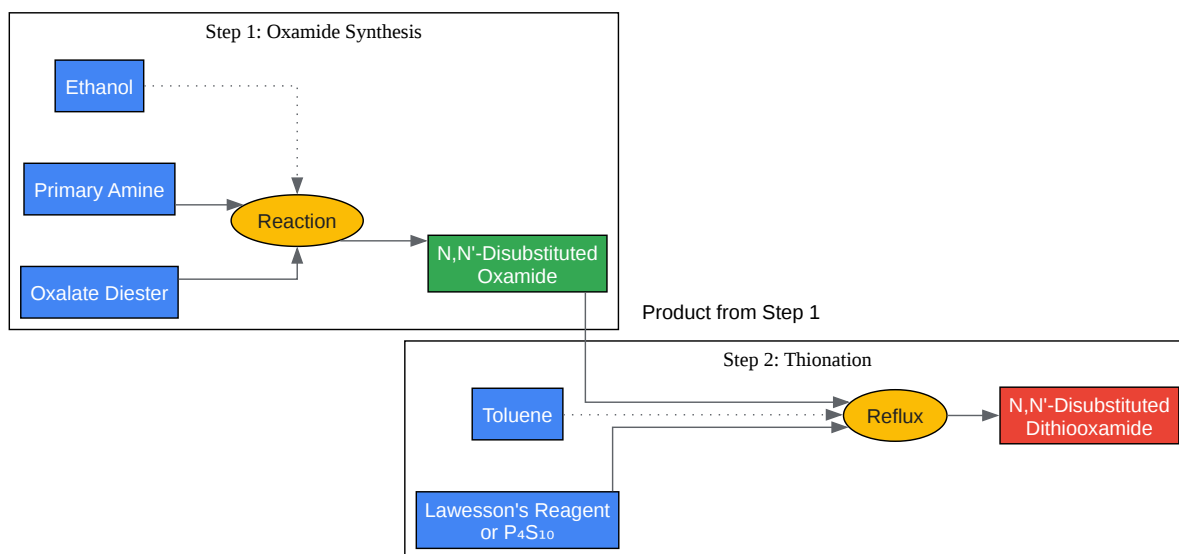 Step 1: Oxamide Synthesis
Ethanol
Primary Amine
Reaction
Oxalate Diester
N,N'-Disubstituted
Oxamide
Product from Step 1
Step 2: Thionation
Toluene
Reflux
N,N'-Disubstituted
Dithiooxamide
Lawesson's Reagent
or P₄S₁₀